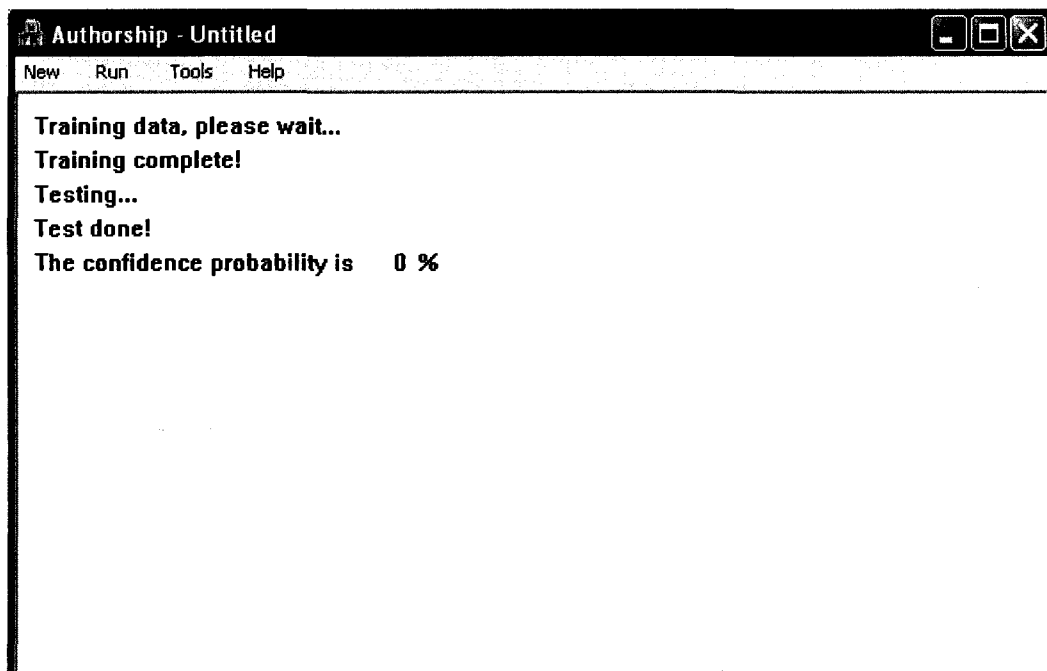 Authorship - Untitled
New Run Tools Help
Training data, please wait...
Training complete!
Testing...
Test done!
The confidence probability is 0 %